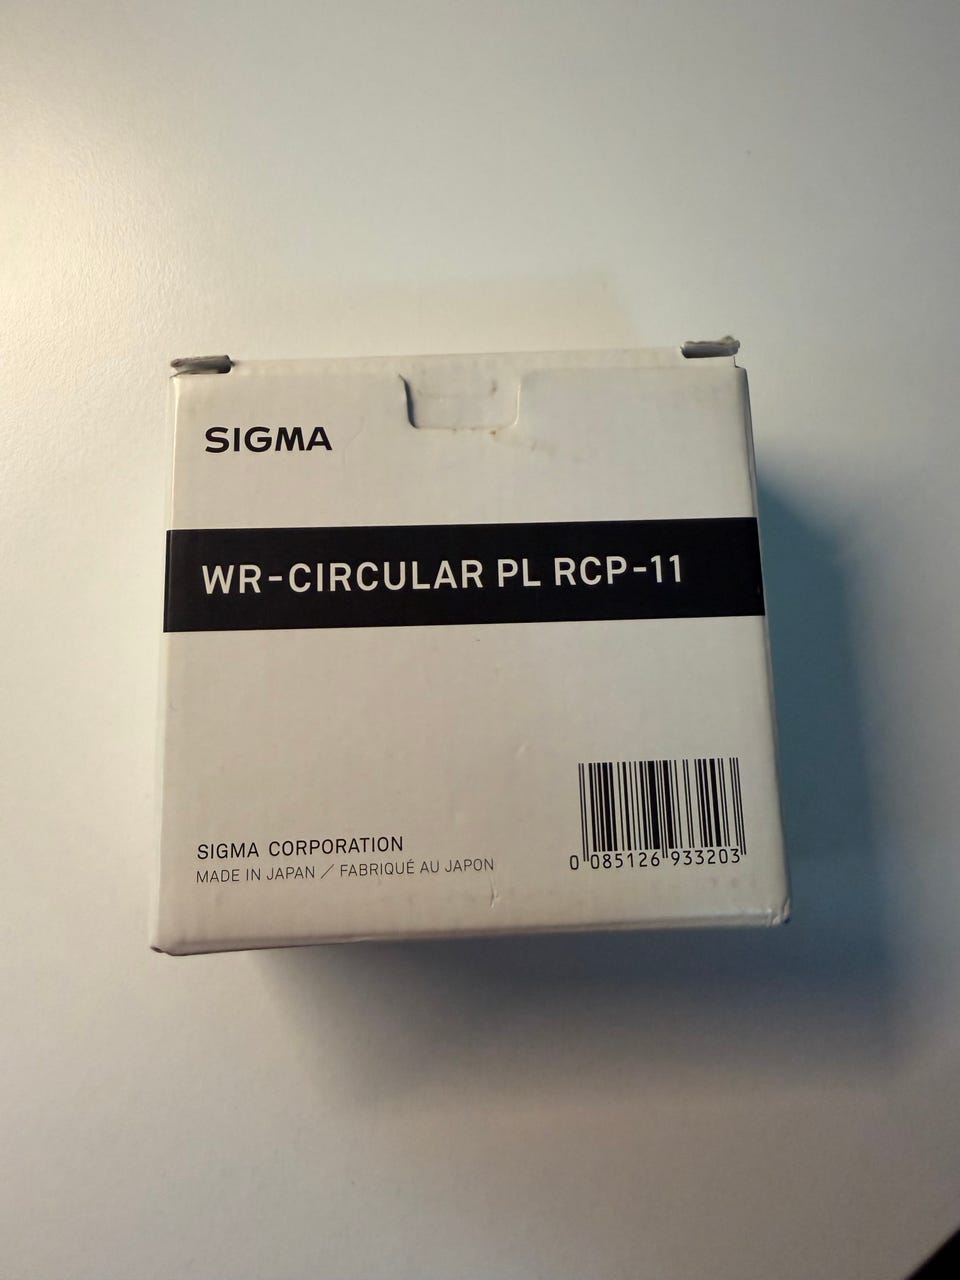 SIGMA
WR-CIRCULAR PL RCP-11
SIGMA CORPORATION
MADE IN JAPAN / FABRIQUÉ AU JAPON
0 085126 933203